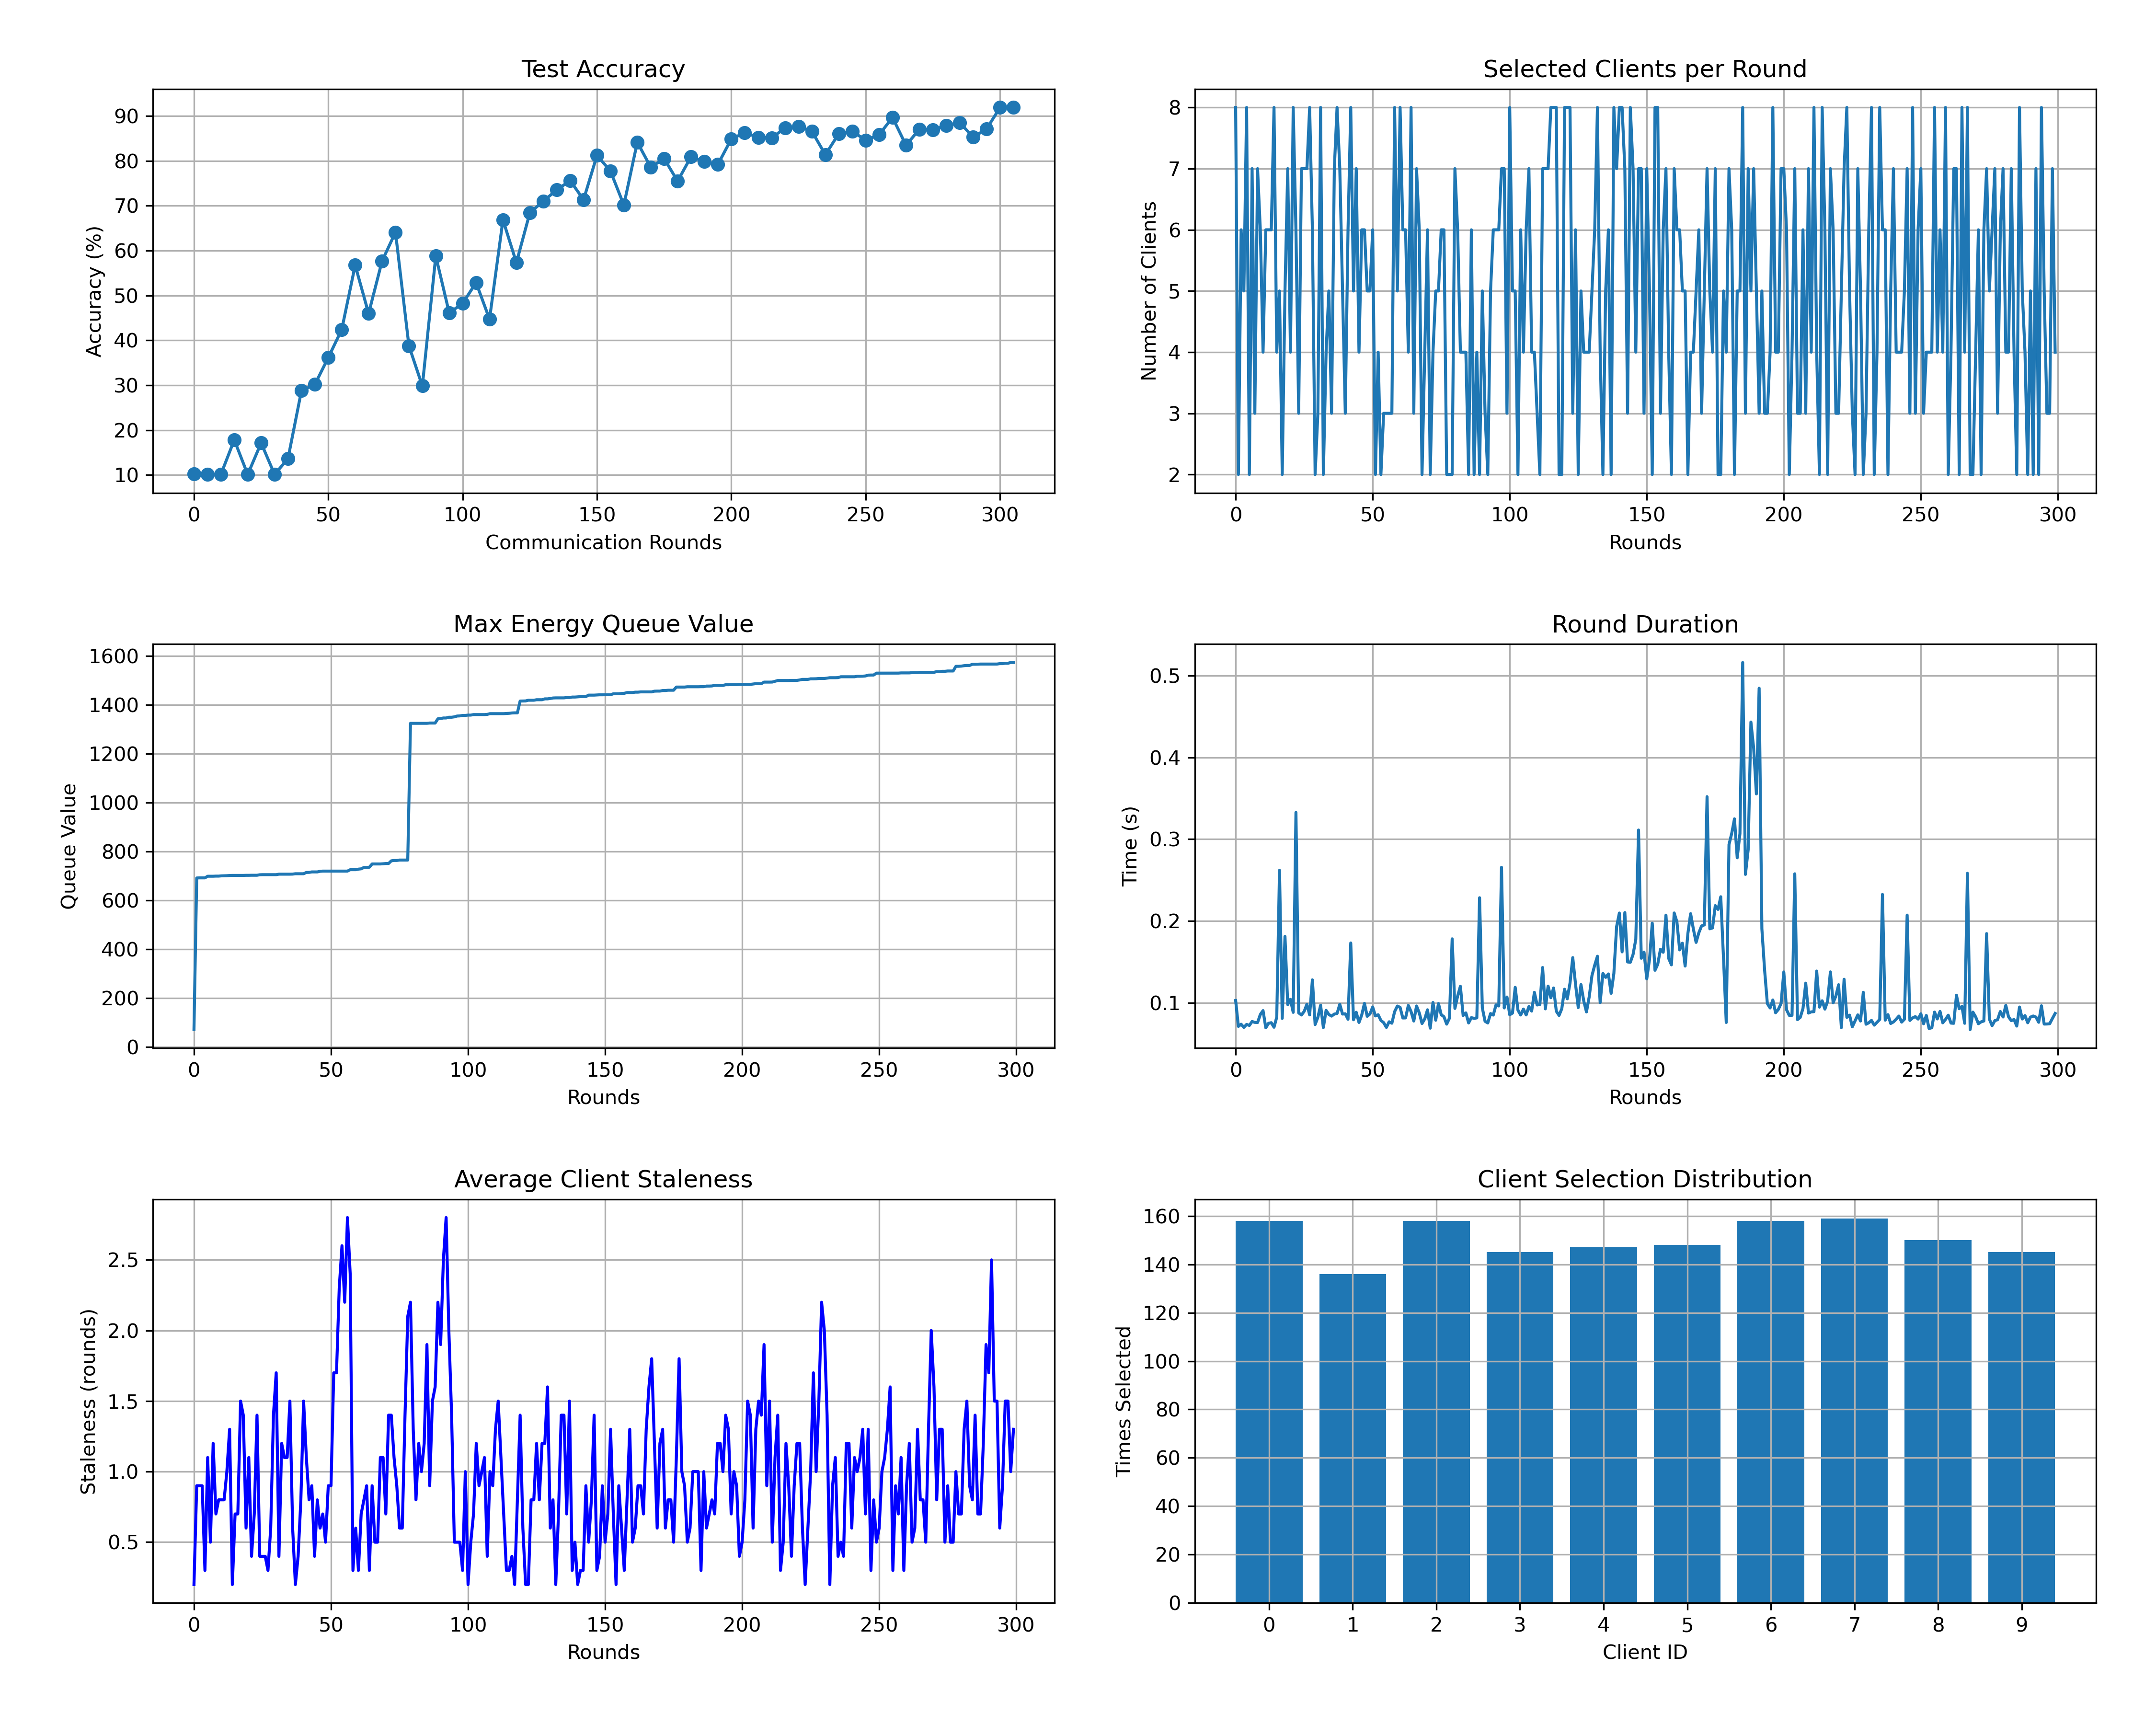 Test Accuracy
Accuracy (%)
90
80
70
60
50
40
30
20
10
0 50 100 150 200 250 300
Communication Rounds
Selected Clients per Round
Number of Clients
8
7
6
5
4
3
2
0 50 100 150 200 250 300
Rounds
Max Energy Queue Value
Queue Value
1600
1400
1200
1000
800
600
400
200
0
0 50 100 150 200 250 300
Rounds
Round Duration
Time (s)
0.5
0.4
0.3
0.2
0.1
0 50 100 150 200 250 300
Rounds
Average Client Staleness
Staleness (rounds)
2.5
2.0
1.5
1.0
0.5
0 50 100 150 200 250 300
Rounds
Client Selection Distribution
Times Selected
160
140
120
100
80
60
40
20
0
0 1 2 3 4 5 6 7 8 9
Client ID